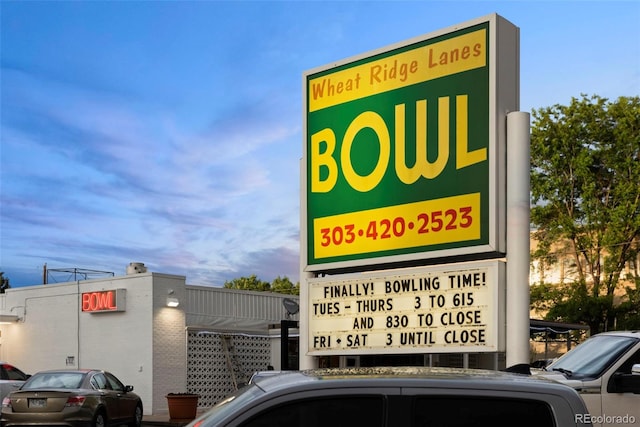 Wheat Ridge Lanes
BOWL
303•420•2523
FINALLY! BOWLING TIME!
TUES - THURS 3 TO 615
AND 830 TO CLOSE
FRI • SAT 3 UNTIL CLOSE
BOWL
REcolorado